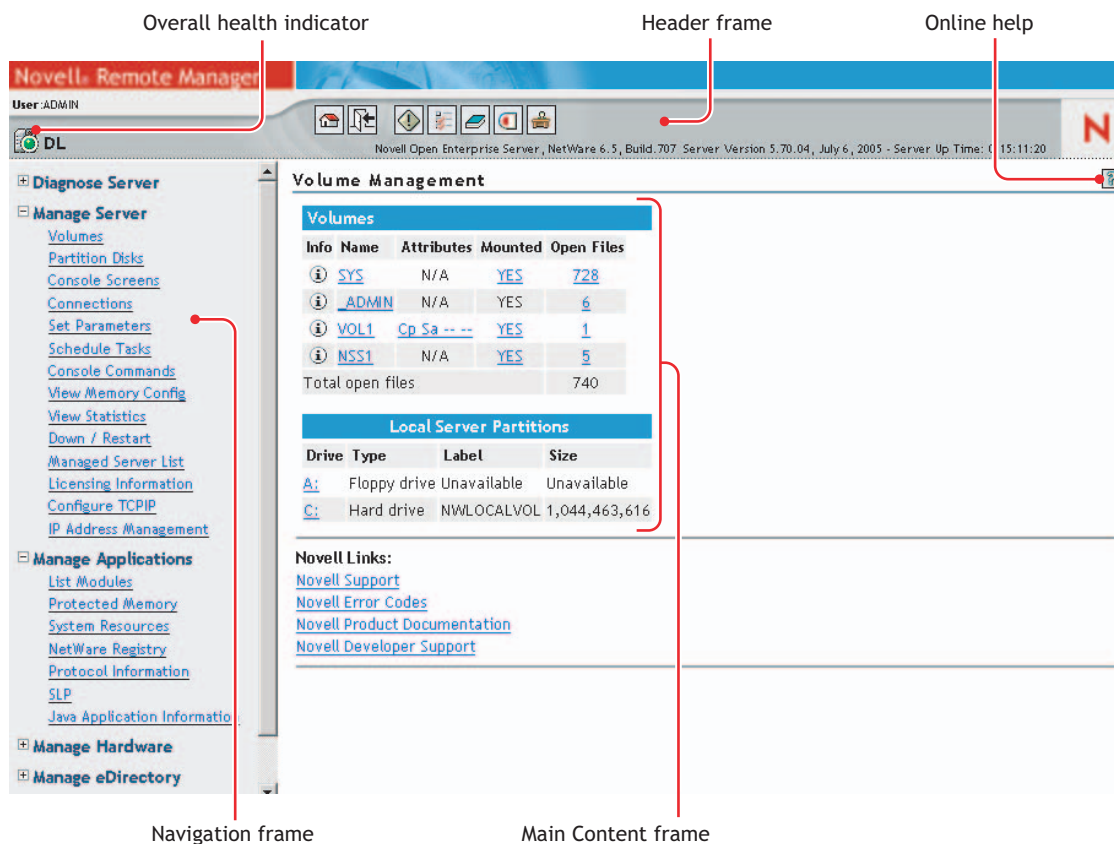 Overall health indicator
Header frame
Online help
Novell® Remote Manager
User:ADMIN
DL
Novell Open Enterprise Server, NetWare 6.5, Build.707 Server Version 5.70.04, July 6, 2005 - Server Up Time: 15:11:20
N
Diagnose Server
Manage Server
Volumes
Partition Disks
Console Screens
Connections
Set Parameters
Schedule Tasks
Console Commands
View Memory Config
View Statistics
Down / Restart
Managed Server List
Licensing Information
Configure TCPIP
IP Address Management
Manage Applications
List Modules
Protected Memory
System Resources
NetWare Registry
Protocol Information
SLP
Java Application Informatio
Manage Hardware
Manage eDirectory
Volume Management
?
Volumes
Info Name Attributes Mounted Open Files
i SYS N/A YES 728
i _ADMIN N/A YES 6
i VOL1 Cp Sa -- -- YES 1
i NSS1 N/A YES 5
Total open files 740
Local Server Partitions
Drive Type Label Size
A: Floppy drive Unavailable Unavailable
C: Hard drive NWLOCALVOL 1,044,463,616
Novell Links:
Novell Support
Novell Error Codes
Novell Product Documentation
Novell Developer Support
Navigation frame
Main Content frame